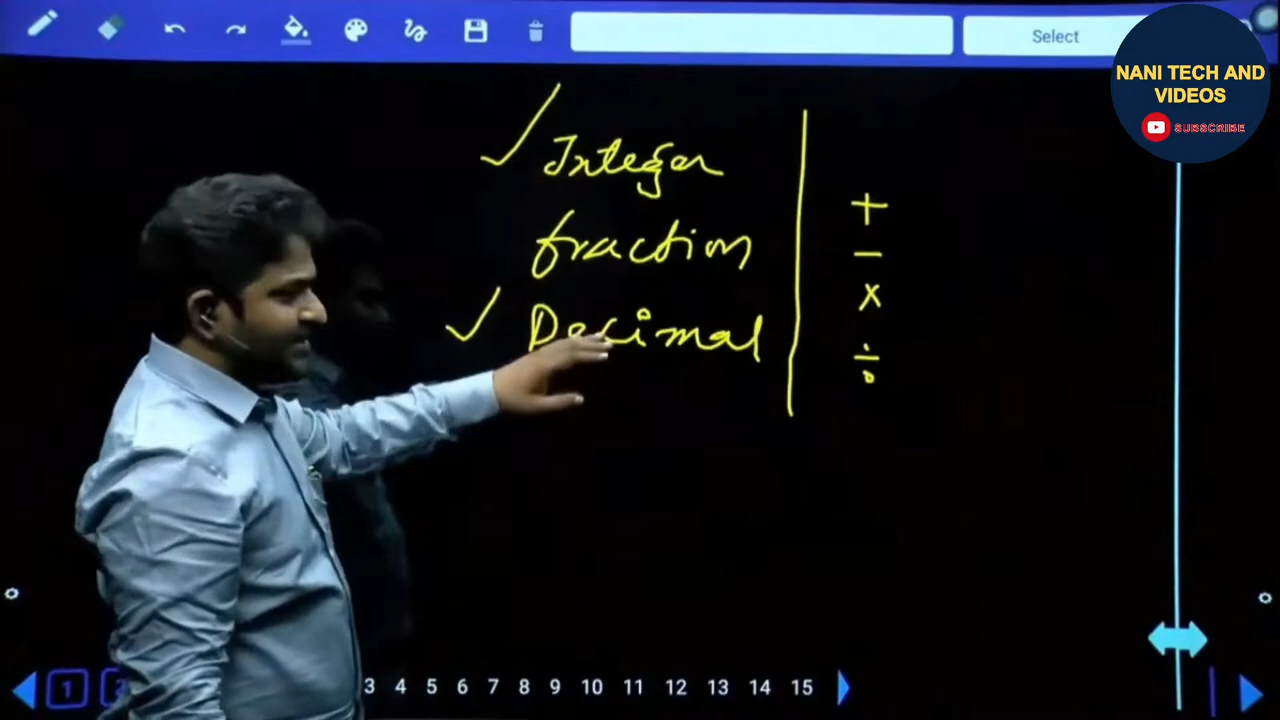 Select
NANI TECH AND
VIDEOS
SUBSCRIBE
Integer
fraction
Decimal
+
−
×
÷
1 2 3 4 5 6 7 8 9 10 11 12 13 14 15